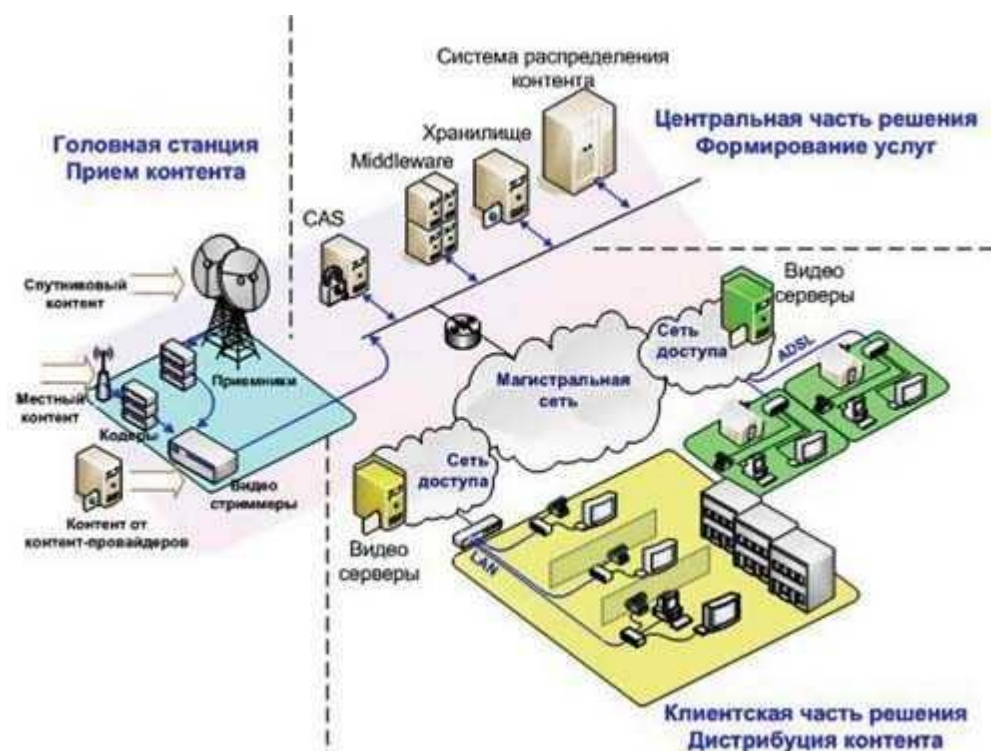 Система распределения
контента
Центральная часть решения
Формирование услуг
Хранилище
Middleware
Головная станция
Прием контента
CAS
Спутниковый
контент
Видео
серверы
Сеть
доступа
ADSL
Приемники
Магистральная
сеть
Местный
контент
Кодеры
Сеть
доступа
Видео
стриммеры
Контент от
контент-провайдеров
Видео
серверы
LAN
Клиентская часть решения
Дистрибуция контента